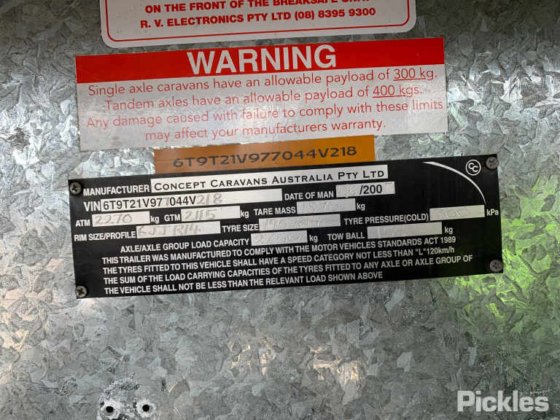 ON THE FRONT OF THE BREAKSAFE
R. V. ELECTRONICS PTY LTD (08) 8395 9300
WARNING
Single axle caravans have an allowable payload of 300 kg.
Tandem axles have an allowable payload of 400 kgs.
Any damage caused with failure to comply with these limits
may affect your manufacturers warranty.
6T9T21V977044V218
MANUFACTURER CONCEPT CARAVANS AUSTRALIA PTY LTD
VIN 6T9T21V97 044V218 DATE OF MAN /200
ATM 2270 kg GTM 2115 kg TARE MASS kg GROUP(COLD) kPa
RIM SIZE/PROFILE TYRE SIZE
AXLE/AXLE GROUP LOAD CAPACITY kg TOW BALL kg
THIS TRAILER WAS MANUFACTURED TO COMPLY WITH THE MOTOR VEHICLES STANDARDS ACT 1989
THE TYRES FITTED TO THIS VEHICLE SHALL HAVE A SPEED CATEGORY NOT LESS THAN "L"120km/h
THE SUM OF THE LOAD CARRYING CAPACITIES OF THE TYRES FITTED TO ANY AXLE OR AXLE GROUP OF
THE VEHICLE SHALL NOT BE LESS THAN THE RELEVANT LOAD SHOWN ABOVE
Pickles